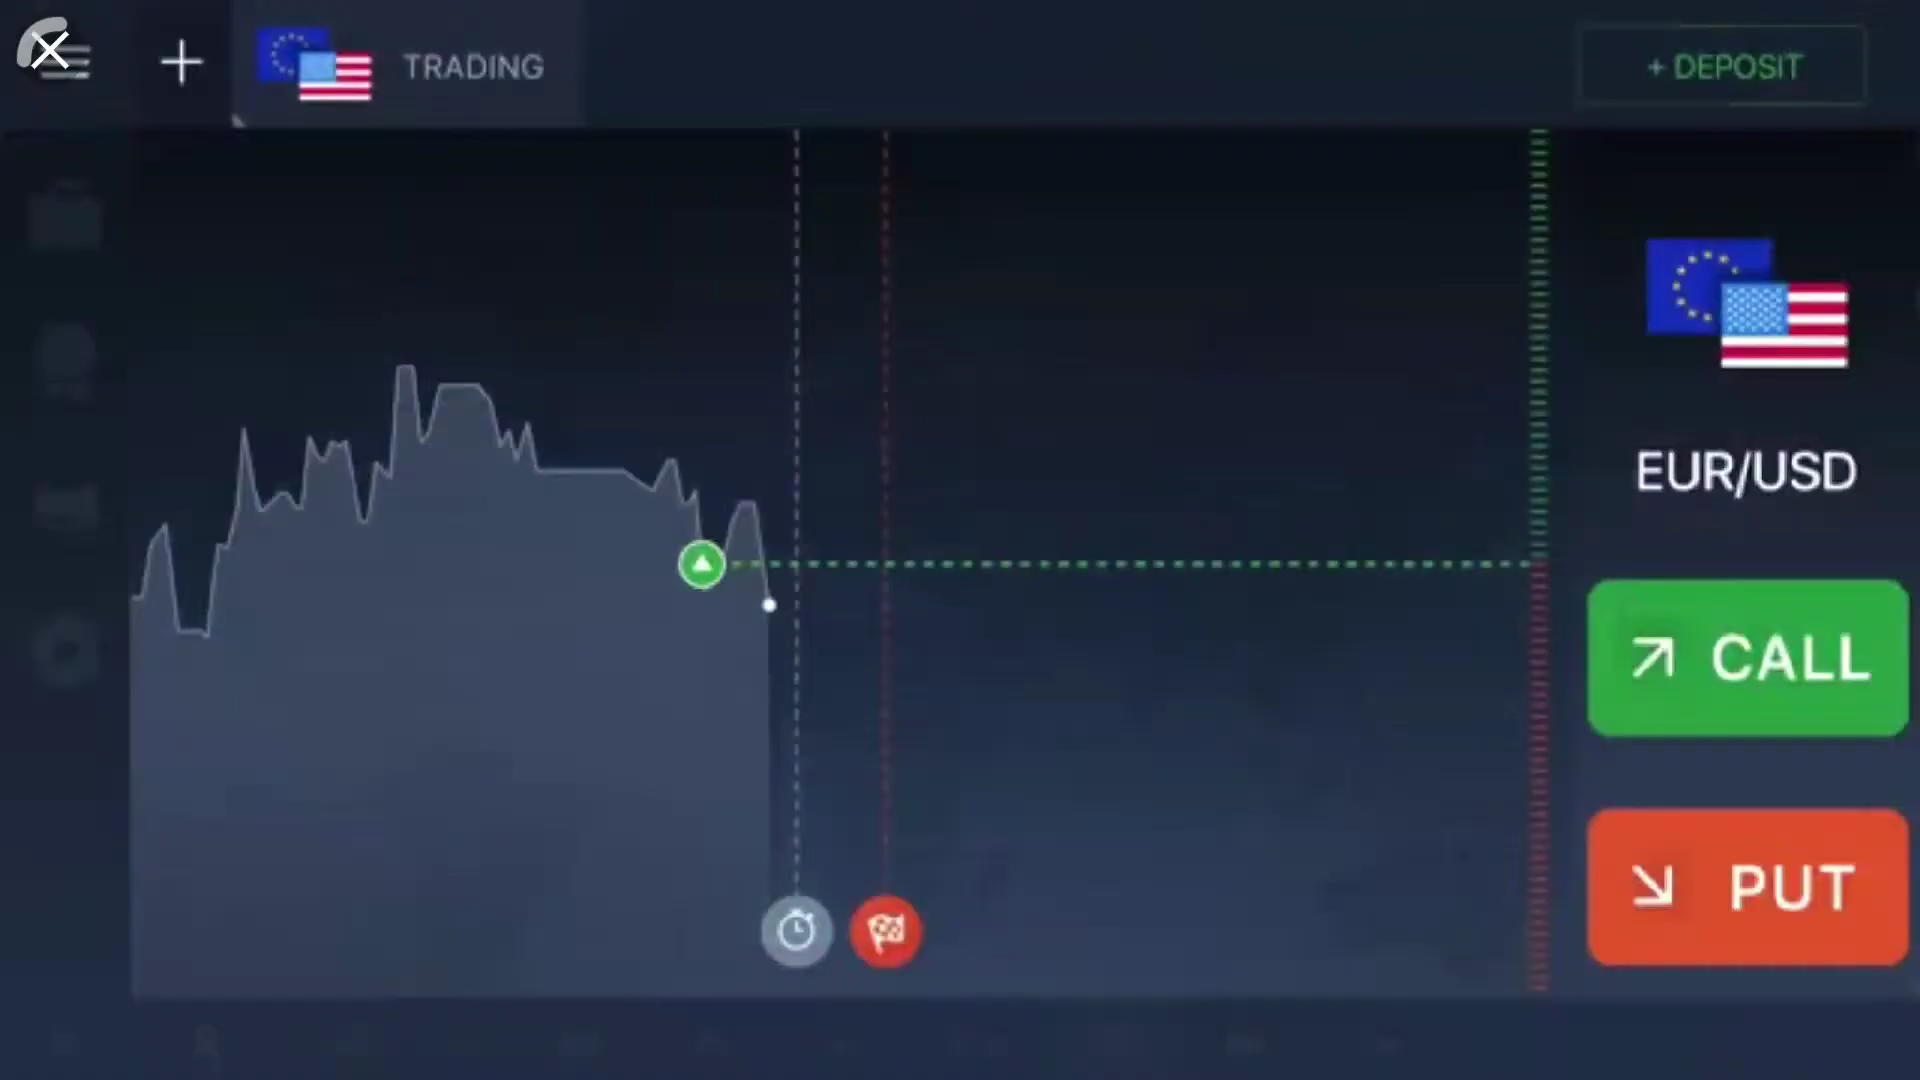 TRADING
+ DEPOSIT
EUR/USD
CALL
PUT